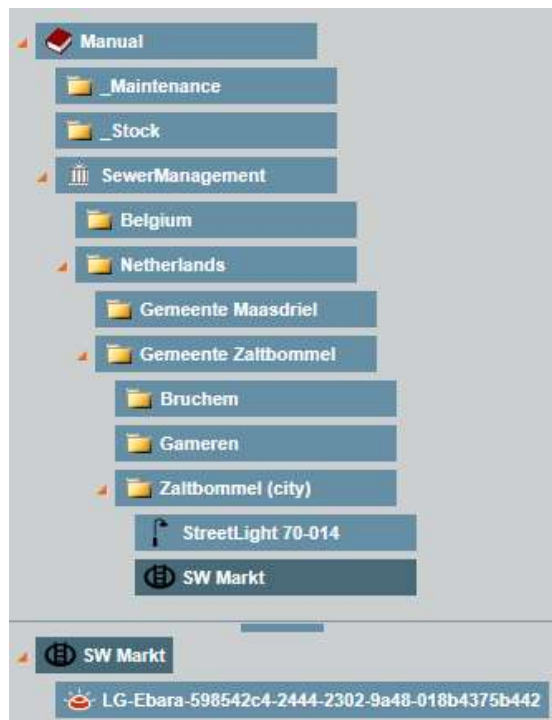 Manual
_Maintenance
_Stock
SewerManagement
Belgium
Netherlands
Gemeente Maasdriel
Gemeente Zaltbommel
Bruchem
Gameren
Zaltbommel (city)
StreetLight 70-014
SW Markt
SW Markt
LG-Ebara-598542c4-2444-2302-9a48-018b4375b442